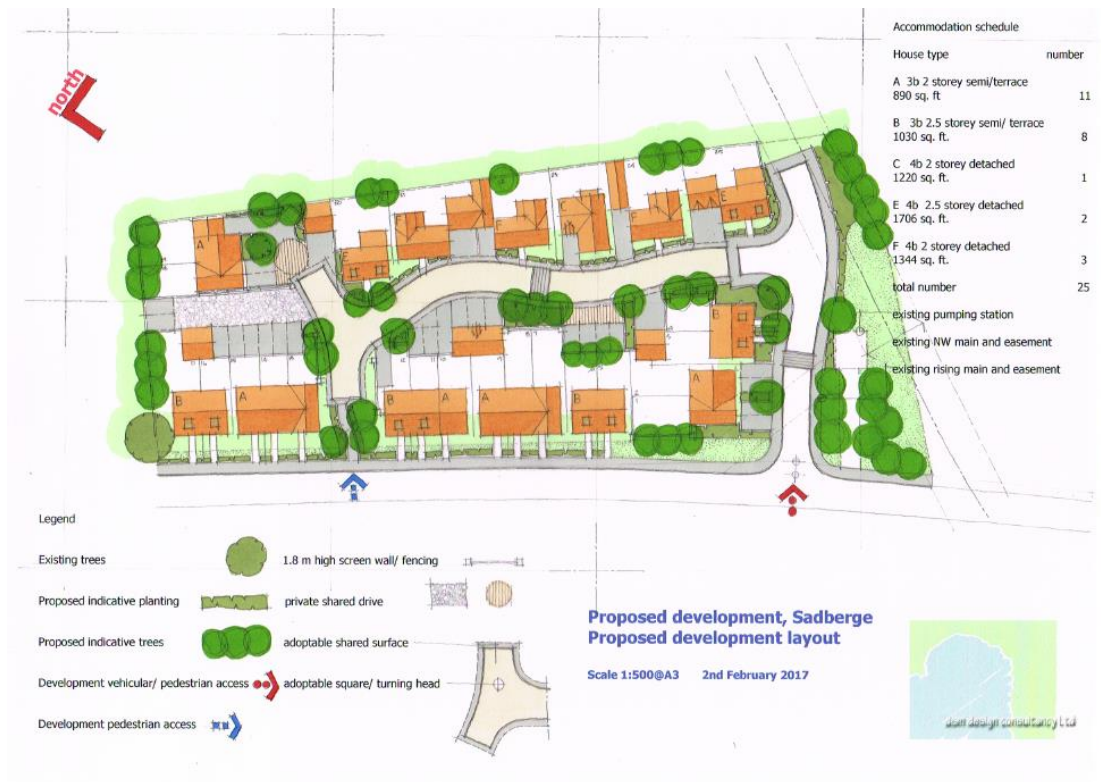 north
Accommodation schedule
House type number
A 3b 2 storey semi/terrace
890 sq. ft 11
B 3b 2.5 storey semi/ terrace
1030 sq. ft. 8
C 4b 2 storey detached
1220 sq. ft. 1
E 4b 2.5 storey detached
1706 sq. ft. 2
F 4b 2 storey detached
1344 sq. ft. 3
total number 25
existing pumping station
existing NW main and easement
existing rising main and easement
A
E
F
F
C
F
E
B
A
B
A
B
A
A
B
Legend
Existing trees
1.8 m high screen wall/ fencing
Proposed indicative planting
private shared drive
Proposed indicative trees
adoptable shared surface
Development vehicular/ pedestrian access
adoptable square/ turning head
Development pedestrian access
Proposed development, Sadberge
Proposed development layout
Scale 1:500@A3 2nd February 2017
design consultancy Ltd